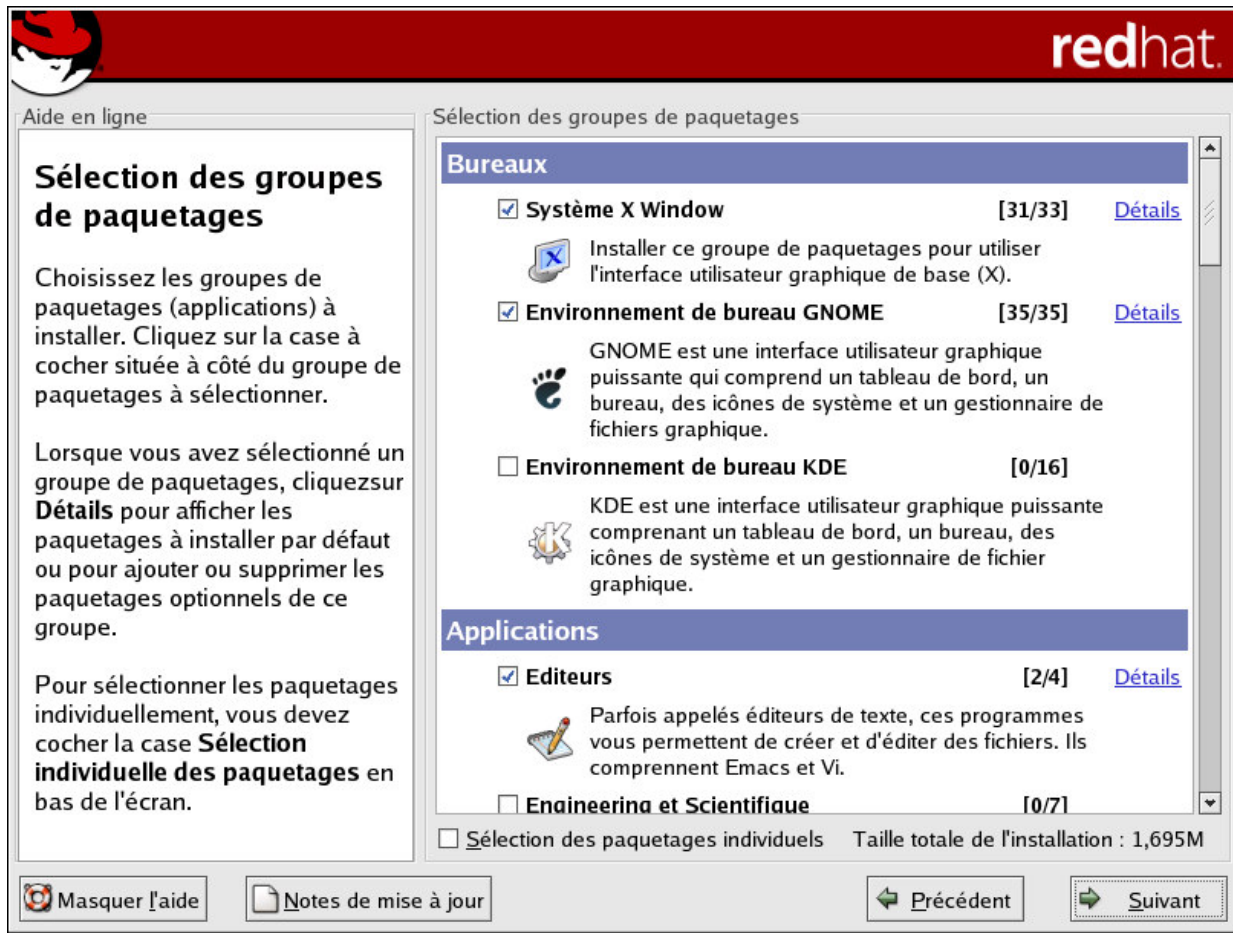 redhat.
Aide en ligne
Sélection des groupes
de paquetages
Choisissez les groupes de
paquetages (applications) à
installer. Cliquez sur la case à
cocher située à côté du groupe de
paquetages à sélectionner.
Lorsque vous avez sélectionné un
groupe de paquetages, cliquezsur
Détails pour afficher les
paquetages à installer par défaut
ou pour ajouter ou supprimer les
paquetages optionnels de ce
groupe.
Pour sélectionner les paquetages
individuellement, vous devez
cocher la case Sélection
individuelle des paquetages en
bas de l'écran.
Sélection des groupes de paquetages
Bureaux
Système X Window [31/33] Détails
Installer ce groupe de paquetages pour utiliser
l'interface utilisateur graphique de base (X).
Environnement de bureau GNOME [35/35] Détails
GNOME est une interface utilisateur graphique
puissante qui comprend un tableau de bord, un
bureau, des icônes de système et un gestionnaire de
fichiers graphique.
Environnement de bureau KDE [0/16]
KDE est une interface utilisateur graphique puissante
comprenant un tableau de bord, un bureau, des
icônes de système et un gestionnaire de fichier
graphique.
Applications
Editeurs [2/4] Détails
Parfois appelés éditeurs de texte, ces programmes
vous permettent de créer et d'éditer des fichiers. Ils
comprennent Emacs et Vi.
Engineering et Scientifique [0/7]
Sélection des paquetages individuels Taille totale de l'installation : 1,695M
Masquer l'aide Notes de mise à jour Précédent Suivant